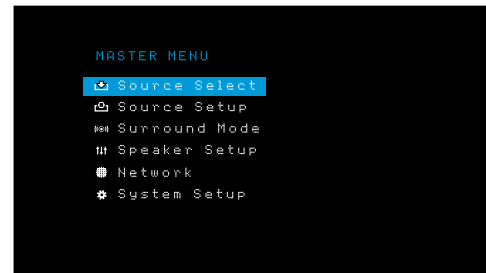 MASTER MENU
Source Select
Source Setup
Surround Mode
Speaker Setup
Network
System Setup